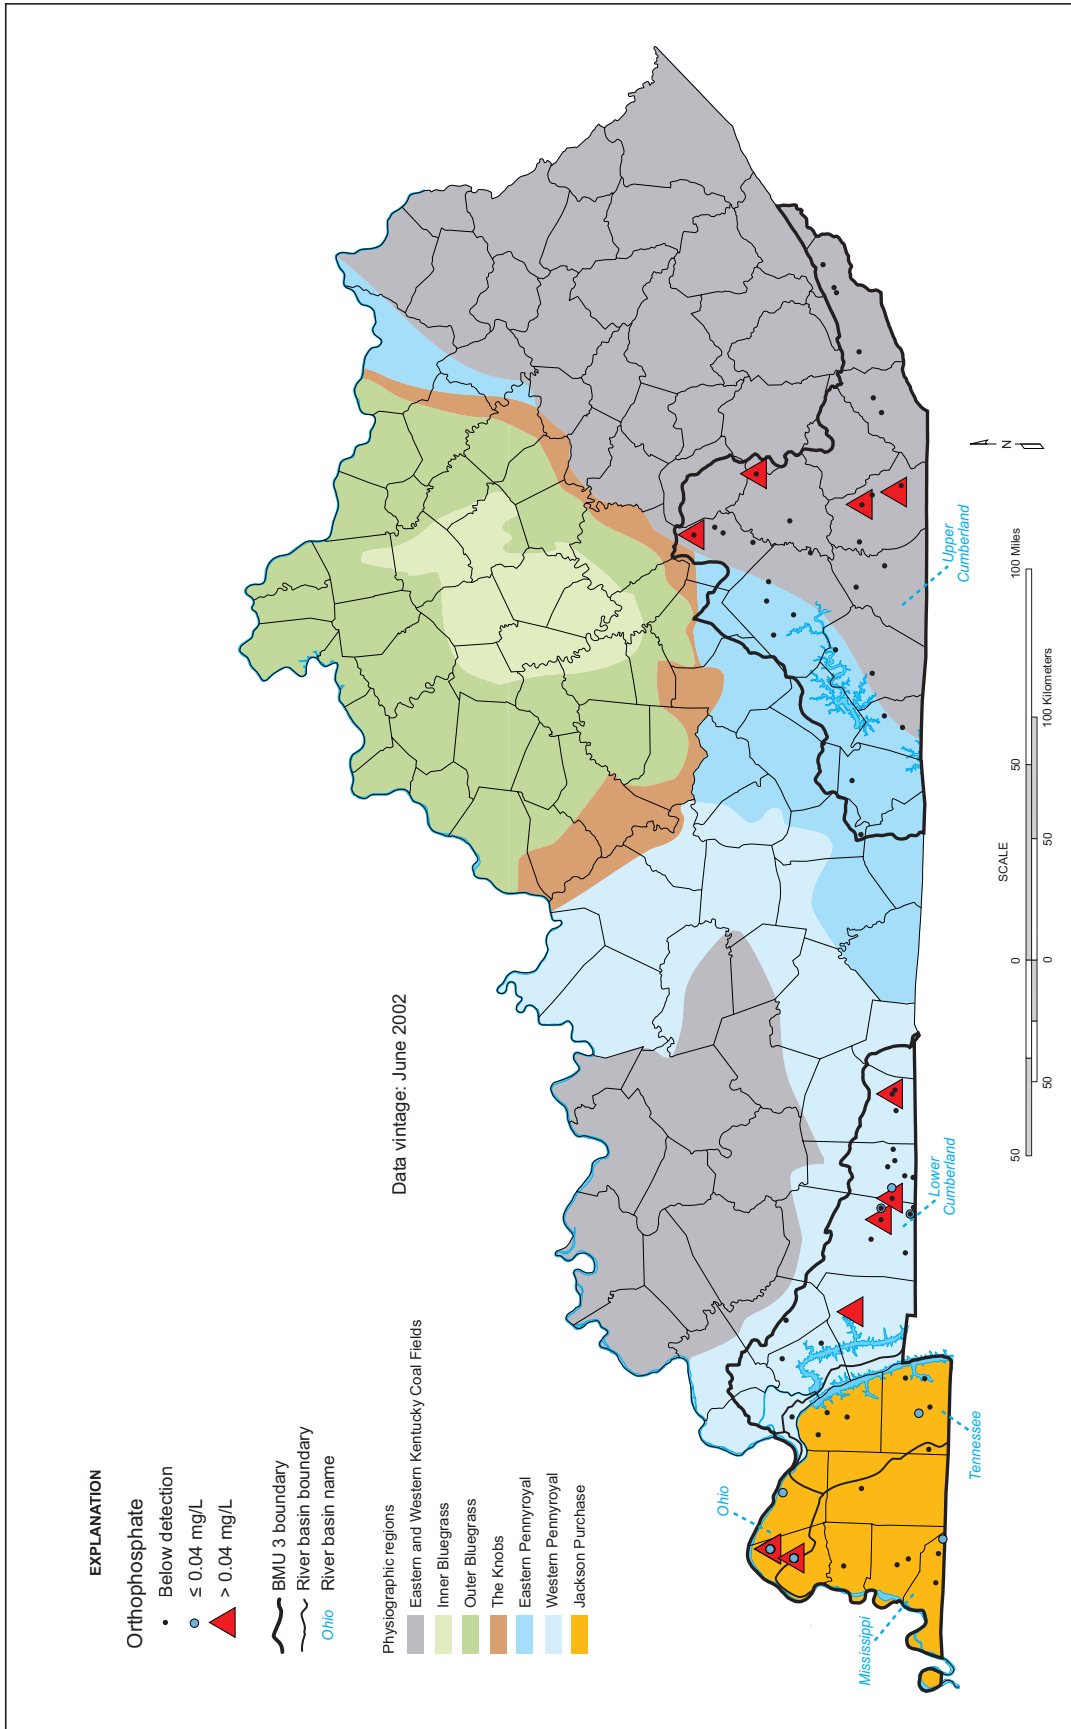 EXPLANATION
Orthophosphate
Below detection
≤ 0.04 mg/L
> 0.04 mg/L
BMU 3 boundary
River basin boundary
Ohio River basin name
Physiographic regions
Eastern and Western Kentucky Coal Fields
Inner Bluegrass
Outer Bluegrass
The Knobs
Eastern Pennyroyal
Western Pennyroyal
Jackson Purchase
Data vintage: June 2002
Mississippi
Ohio
Tennessee
Lower
Cumberland
Upper
Cumberland
N
SCALE
50 0 50 100 Miles
50 0 50 100 Kilometers